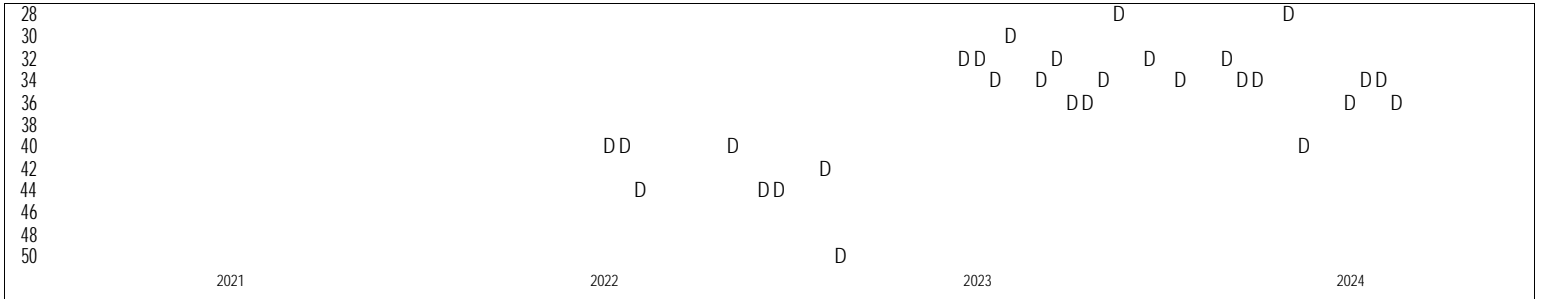 28 D D
30 D
32 D D D D D
34 D D D D D D D D
36 D D D D
38
40 D D D D
42 D
44 D D D
46
48
50 D
2021 2022 2023 2024